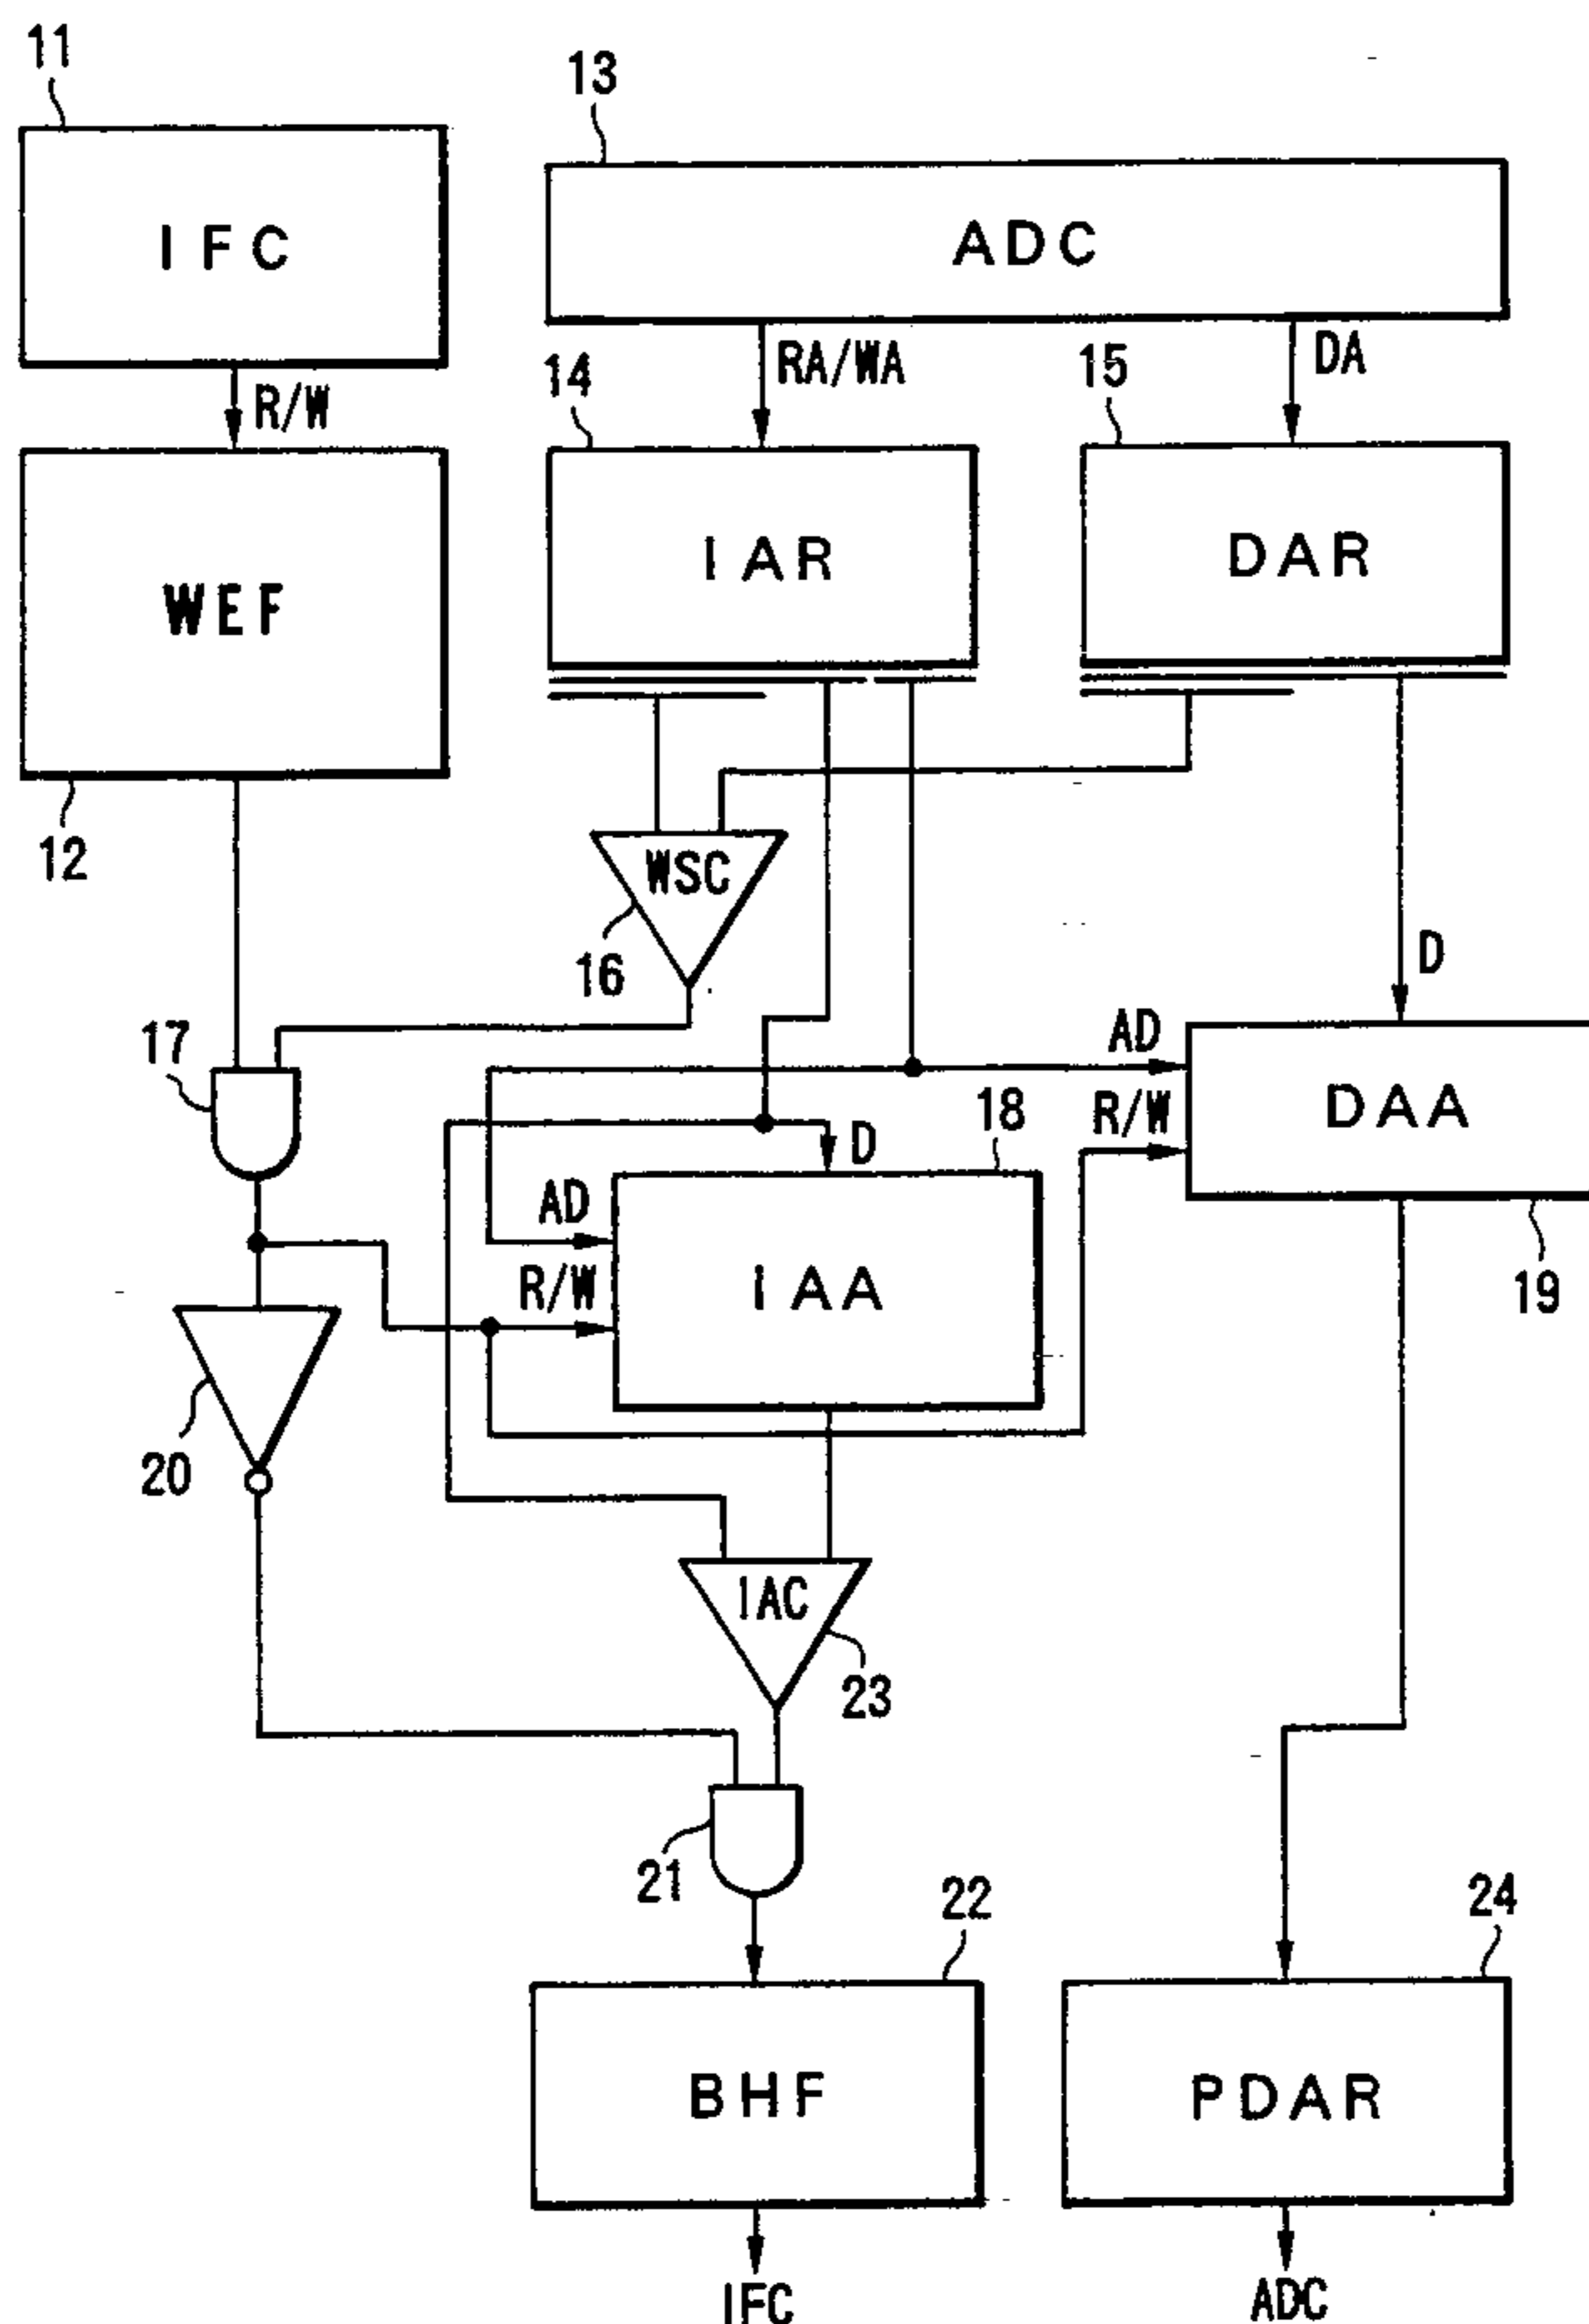 11
13
IFC
ADC
R/W
14
RA/WA
15
DA
WEF
IAR
DAR
12
WSC
16
D
17
AD
R/W
DAA
18
D
AD
R/W
IAA
19
20
IAC
23
21
22
24
BHF
PDAR
IFC
ADC